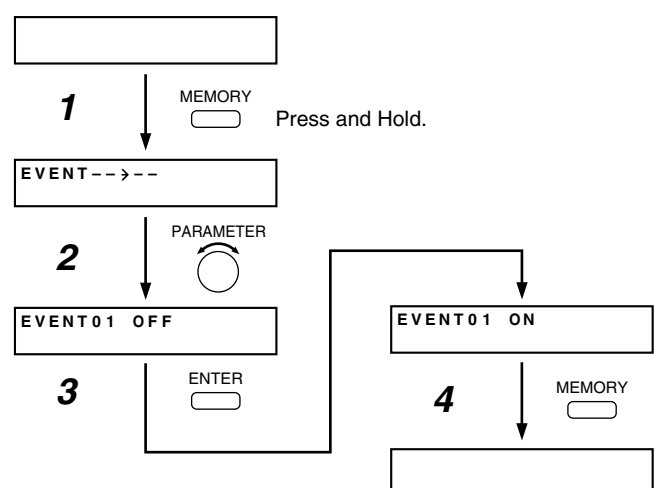 1
MEMORY
Press and Hold.
EVENT-->--
2
PARAMETER
EVENT01 OFF
3
ENTER
EVENT01 ON
4
MEMORY